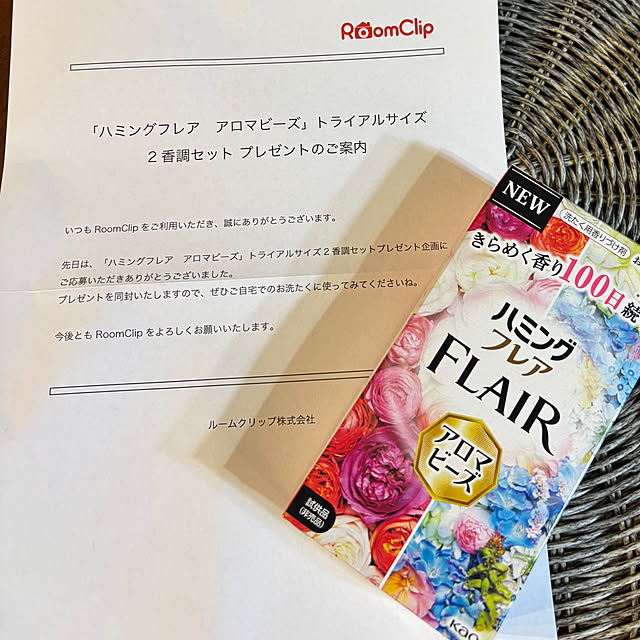 RoomClip
「ハミングフレア　アロマビーズ」トライアルサイズ
2香調セット プレゼントのご案内
いつも RoomClip をご利用いただき、誠にありがとうございます。
先日は、「ハミングフレア　アロマビーズ」トライアルサイズ2香調セットプレゼント企画に
ご応募いただきありがとうございました。
プレゼントを同封いたしますので、ぜひご自宅でのお洗たくに使ってみてくださいね。
今後とも RoomClip をよろしくお願いいたします。
ルームクリップ株式会社
NEW
洗たく用香りづけ剤
お
きらめく香り100日続
ハミング
フレア
FLAIR
アロマ
ビーズ
試供品
(非売品)
Kao